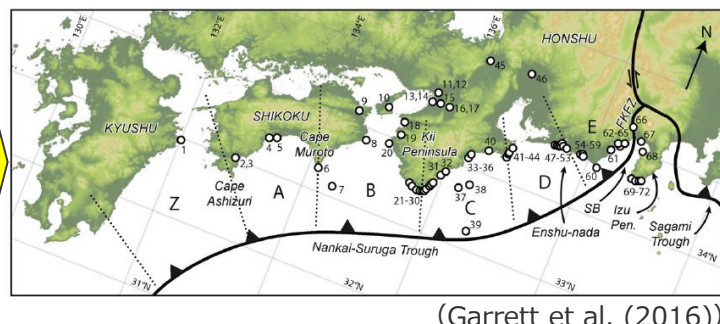 130°E
134°E
136°E
HONSHU
N
45
46
11,12
13,14
15
16,17
10
9
SHIKOKU
KYUSHU
18
19
Kii
Peninsula
FKFZ
E
66
62-65
67
1
4 5
Cape
Muroto
8
20
40
41-44
54-59
47-53
61
68
2,3
Cape
Ashizuri
6
7
31 32
33-36
60
Z
A
B
21-30
37
38
C
D
69-72
SB
Izu
Pen.
Enshu-nada
39
Sagami
Trough
Nankai-Suruga Trough
31°N
32°N
33°N
34°N
(Garrett et al. (2016))